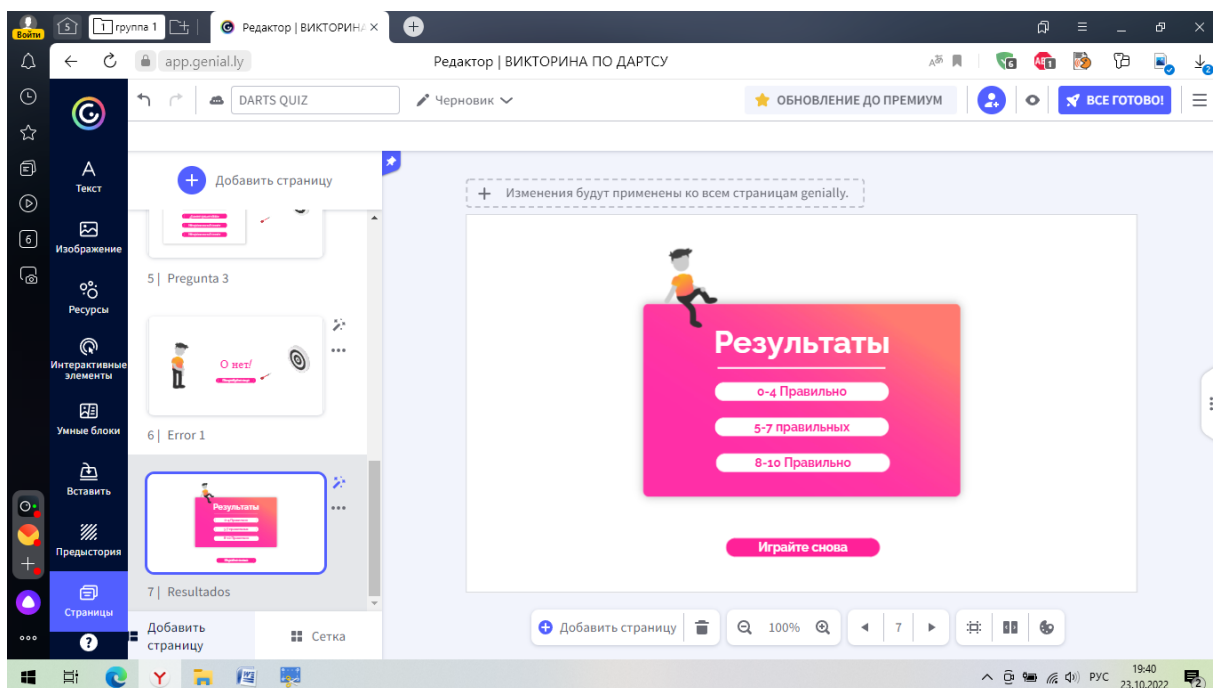 Войти
5
1 группа 1
Редактор | ВИКТОРИНА
app.genial.ly
Редактор | ВИКТОРИНА ПО ДАРТСУ
DARTS QUIZ
Черновик
ОБНОВЛЕНИЕ ДО ПРЕМИУМ
ВСЕ ГОТОВО!
Текст
Изображение
Ресурсы
Интерактивные
элементы
Умные блоки
Вставить
Предыстория
Страницы
Добавить страницу
5 | Pregunta 3
О нет!
6 | Error 1
Результаты
7 | Resultados
Добавить
страницу
Сетка
Изменения будут применены ко всем страницам genially.
Результаты
0-4 Правильно
5-7 правильных
8-10 Правильно
Играйте снова
Добавить страницу
100%
7
РУС
19:40
23.10.2022